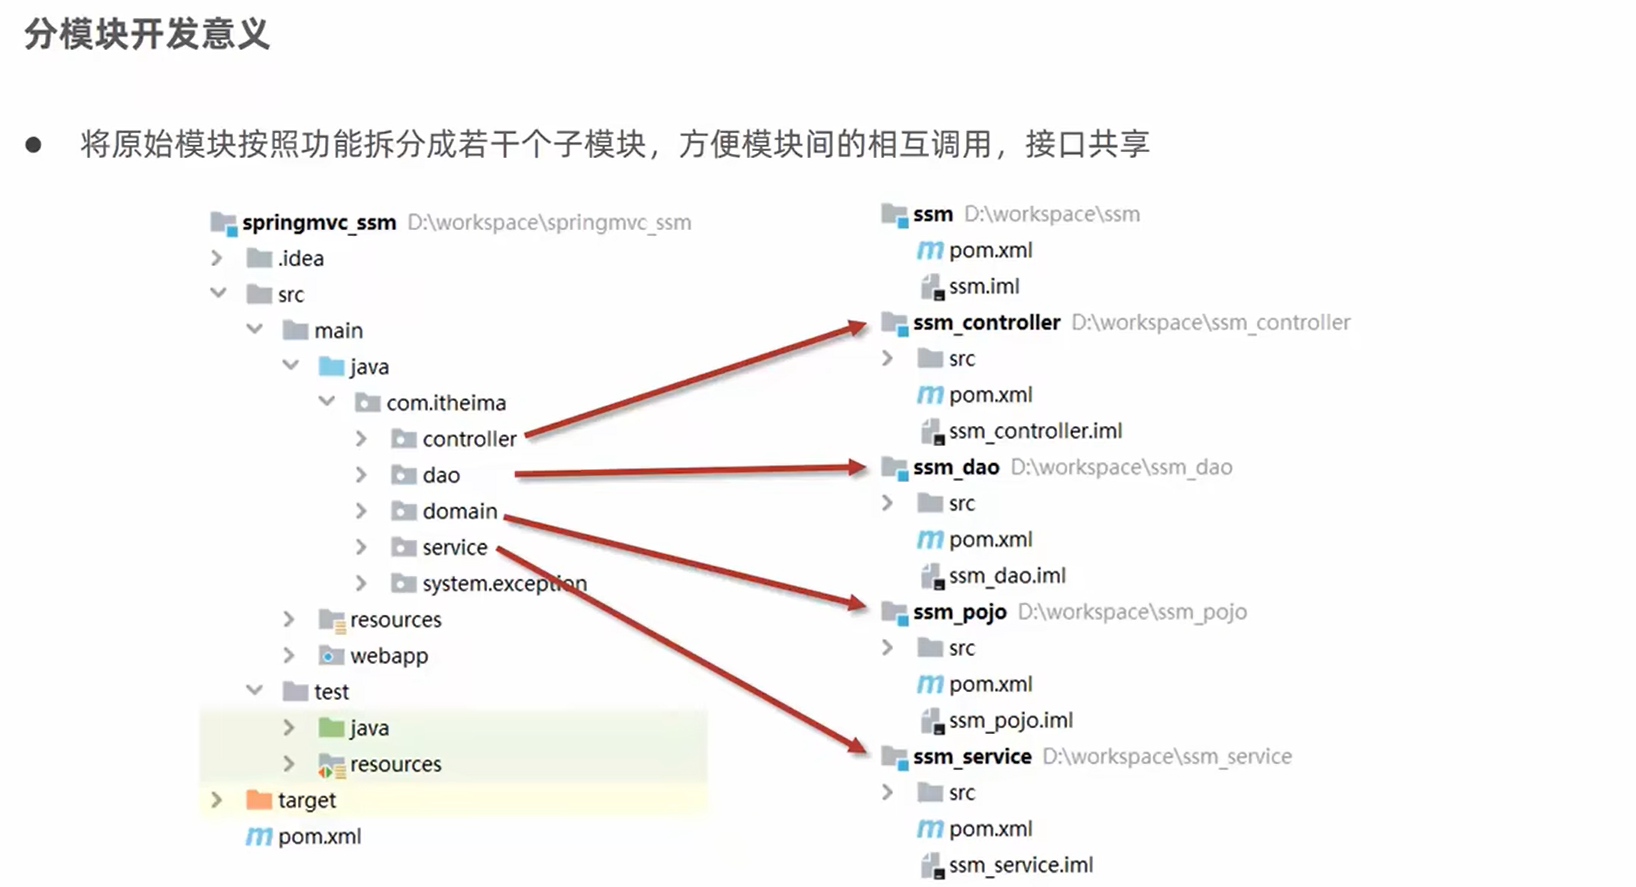 分模块开发意义
● 将原始模块按照功能拆分成若干个子模块，方便模块间的相互调用，接口共享
springmvc_ssm D:\workspace\springmvc_ssm
.idea
src
main
java
com.itheima
controller
dao
domain
service
system.exception
resources
webapp
test
java
resources
target
pom.xml
ssm D:\workspace\ssm
pom.xml
ssm.iml
ssm_controller D:\workspace\ssm_controller
src
pom.xml
ssm_controller.iml
ssm_dao D:\workspace\ssm_dao
src
pom.xml
ssm_dao.iml
ssm_pojo D:\workspace\ssm_pojo
src
pom.xml
ssm_pojo.iml
ssm_service D:\workspace\ssm_service
src
pom.xml
ssm_service.iml